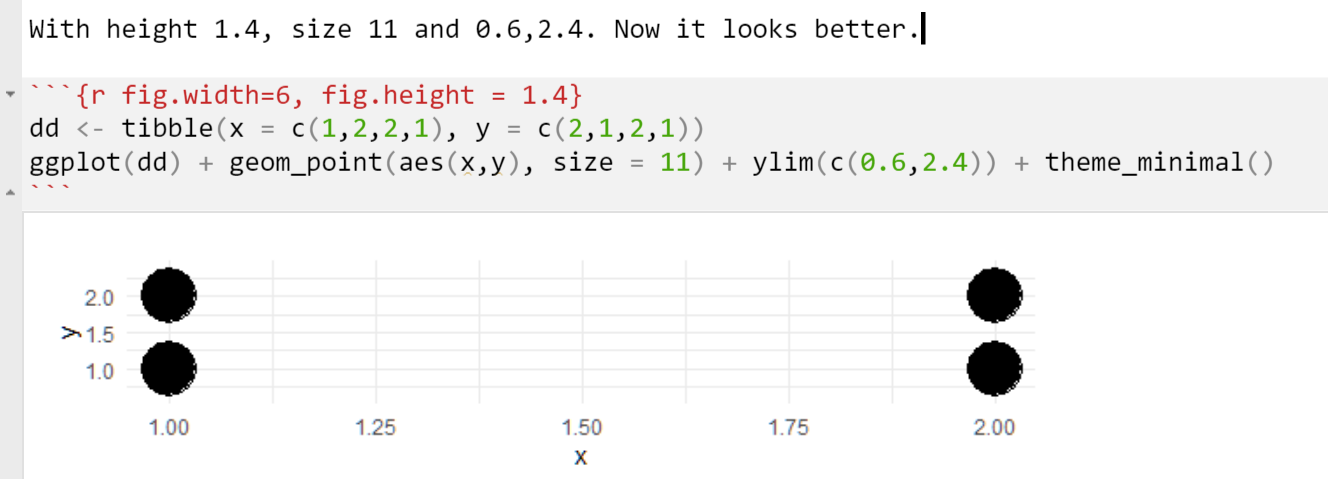 With height 1.4, size 11 and 0.6,2.4. Now it looks better.
```{r fig.width=6, fig.height = 1.4}
dd <- tibble(x = c(1,2,2,1), y = c(2,1,2,1))
ggplot(dd) + geom_point(aes(x,y), size = 11) + ylim(c(0.6,2.4)) + theme_minimal()
```
2.0
y
1.5
1.0
1.00 1.25 1.50 1.75 2.00
x